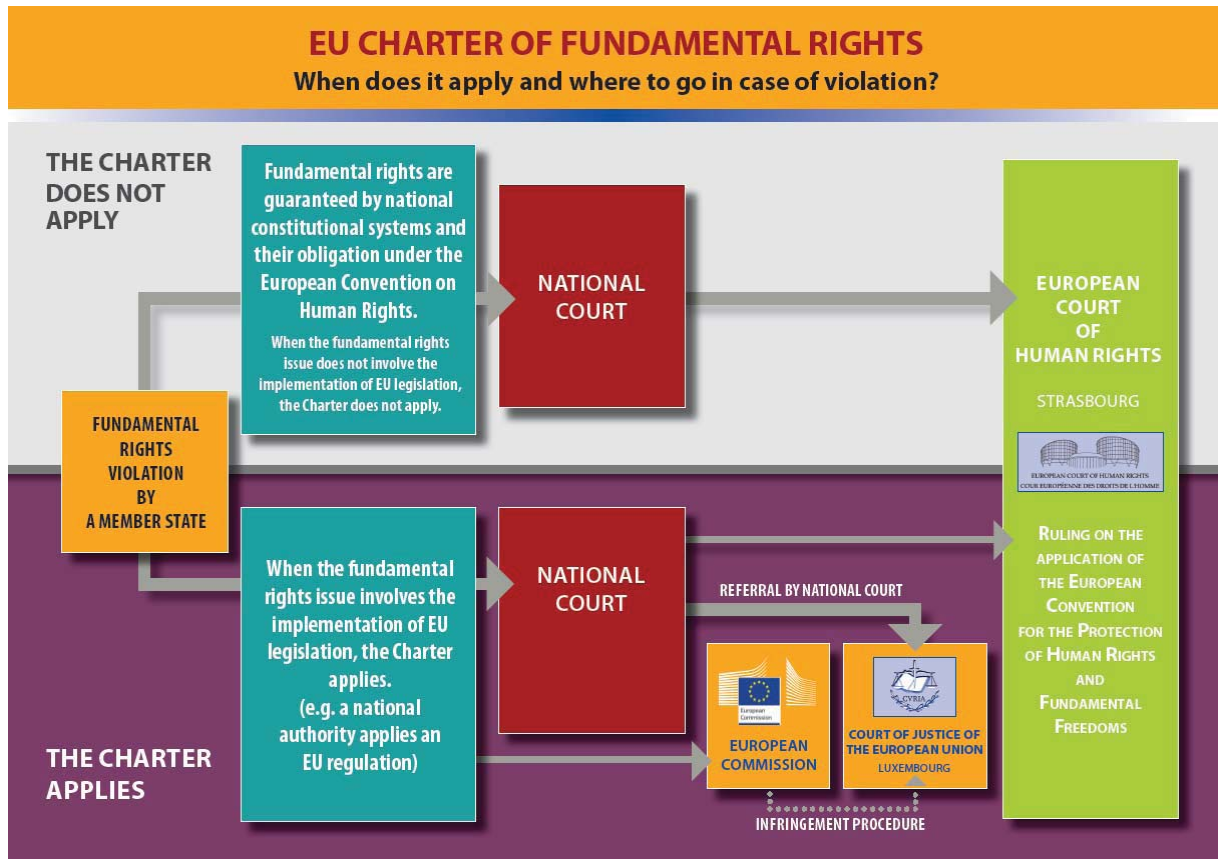 EU CHARTER OF FUNDAMENTAL RIGHTS
When does it apply and where to go in case of violation?
THE CHARTER
DOES NOT
APPLY
Fundamental rights are
guaranteed by national
constitutional systems and
their obligation under the
European Convention on
Human Rights.
When the fundamental rights
issue does not involve the
implementation of EU legislation,
the Charter does not apply.
NATIONAL
COURT
EUROPEAN
COURT
OF
HUMAN RIGHTS
STRASBOURG
EUROPEAN COURT OF HUMAN RIGHTS
COUR EUROPÉENNE DES DROITS DE L'HOMME
RULING ON THE
APPLICATION OF
THE EUROPEAN
CONVENTION
FOR THE PROTECTION
OF HUMAN RIGHTS
AND
FUNDAMENTAL
FREEDOMS
FUNDAMENTAL
RIGHTS
VIOLATION
BY
A MEMBER STATE
When the fundamental
rights issue involves the
implementation of EU
legislation, the Charter
applies.
(e.g. a national
authority applies an
EU regulation)
NATIONAL
COURT
REFERRAL BY NATIONAL COURT
European
Commission
EUROPEAN
COMMISSION
CVRIA
COURT OF JUSTICE OF
THE EUROPEAN UNION
LUXEMBOURG
INFRINGEMENT PROCEDURE
THE CHARTER
APPLIES